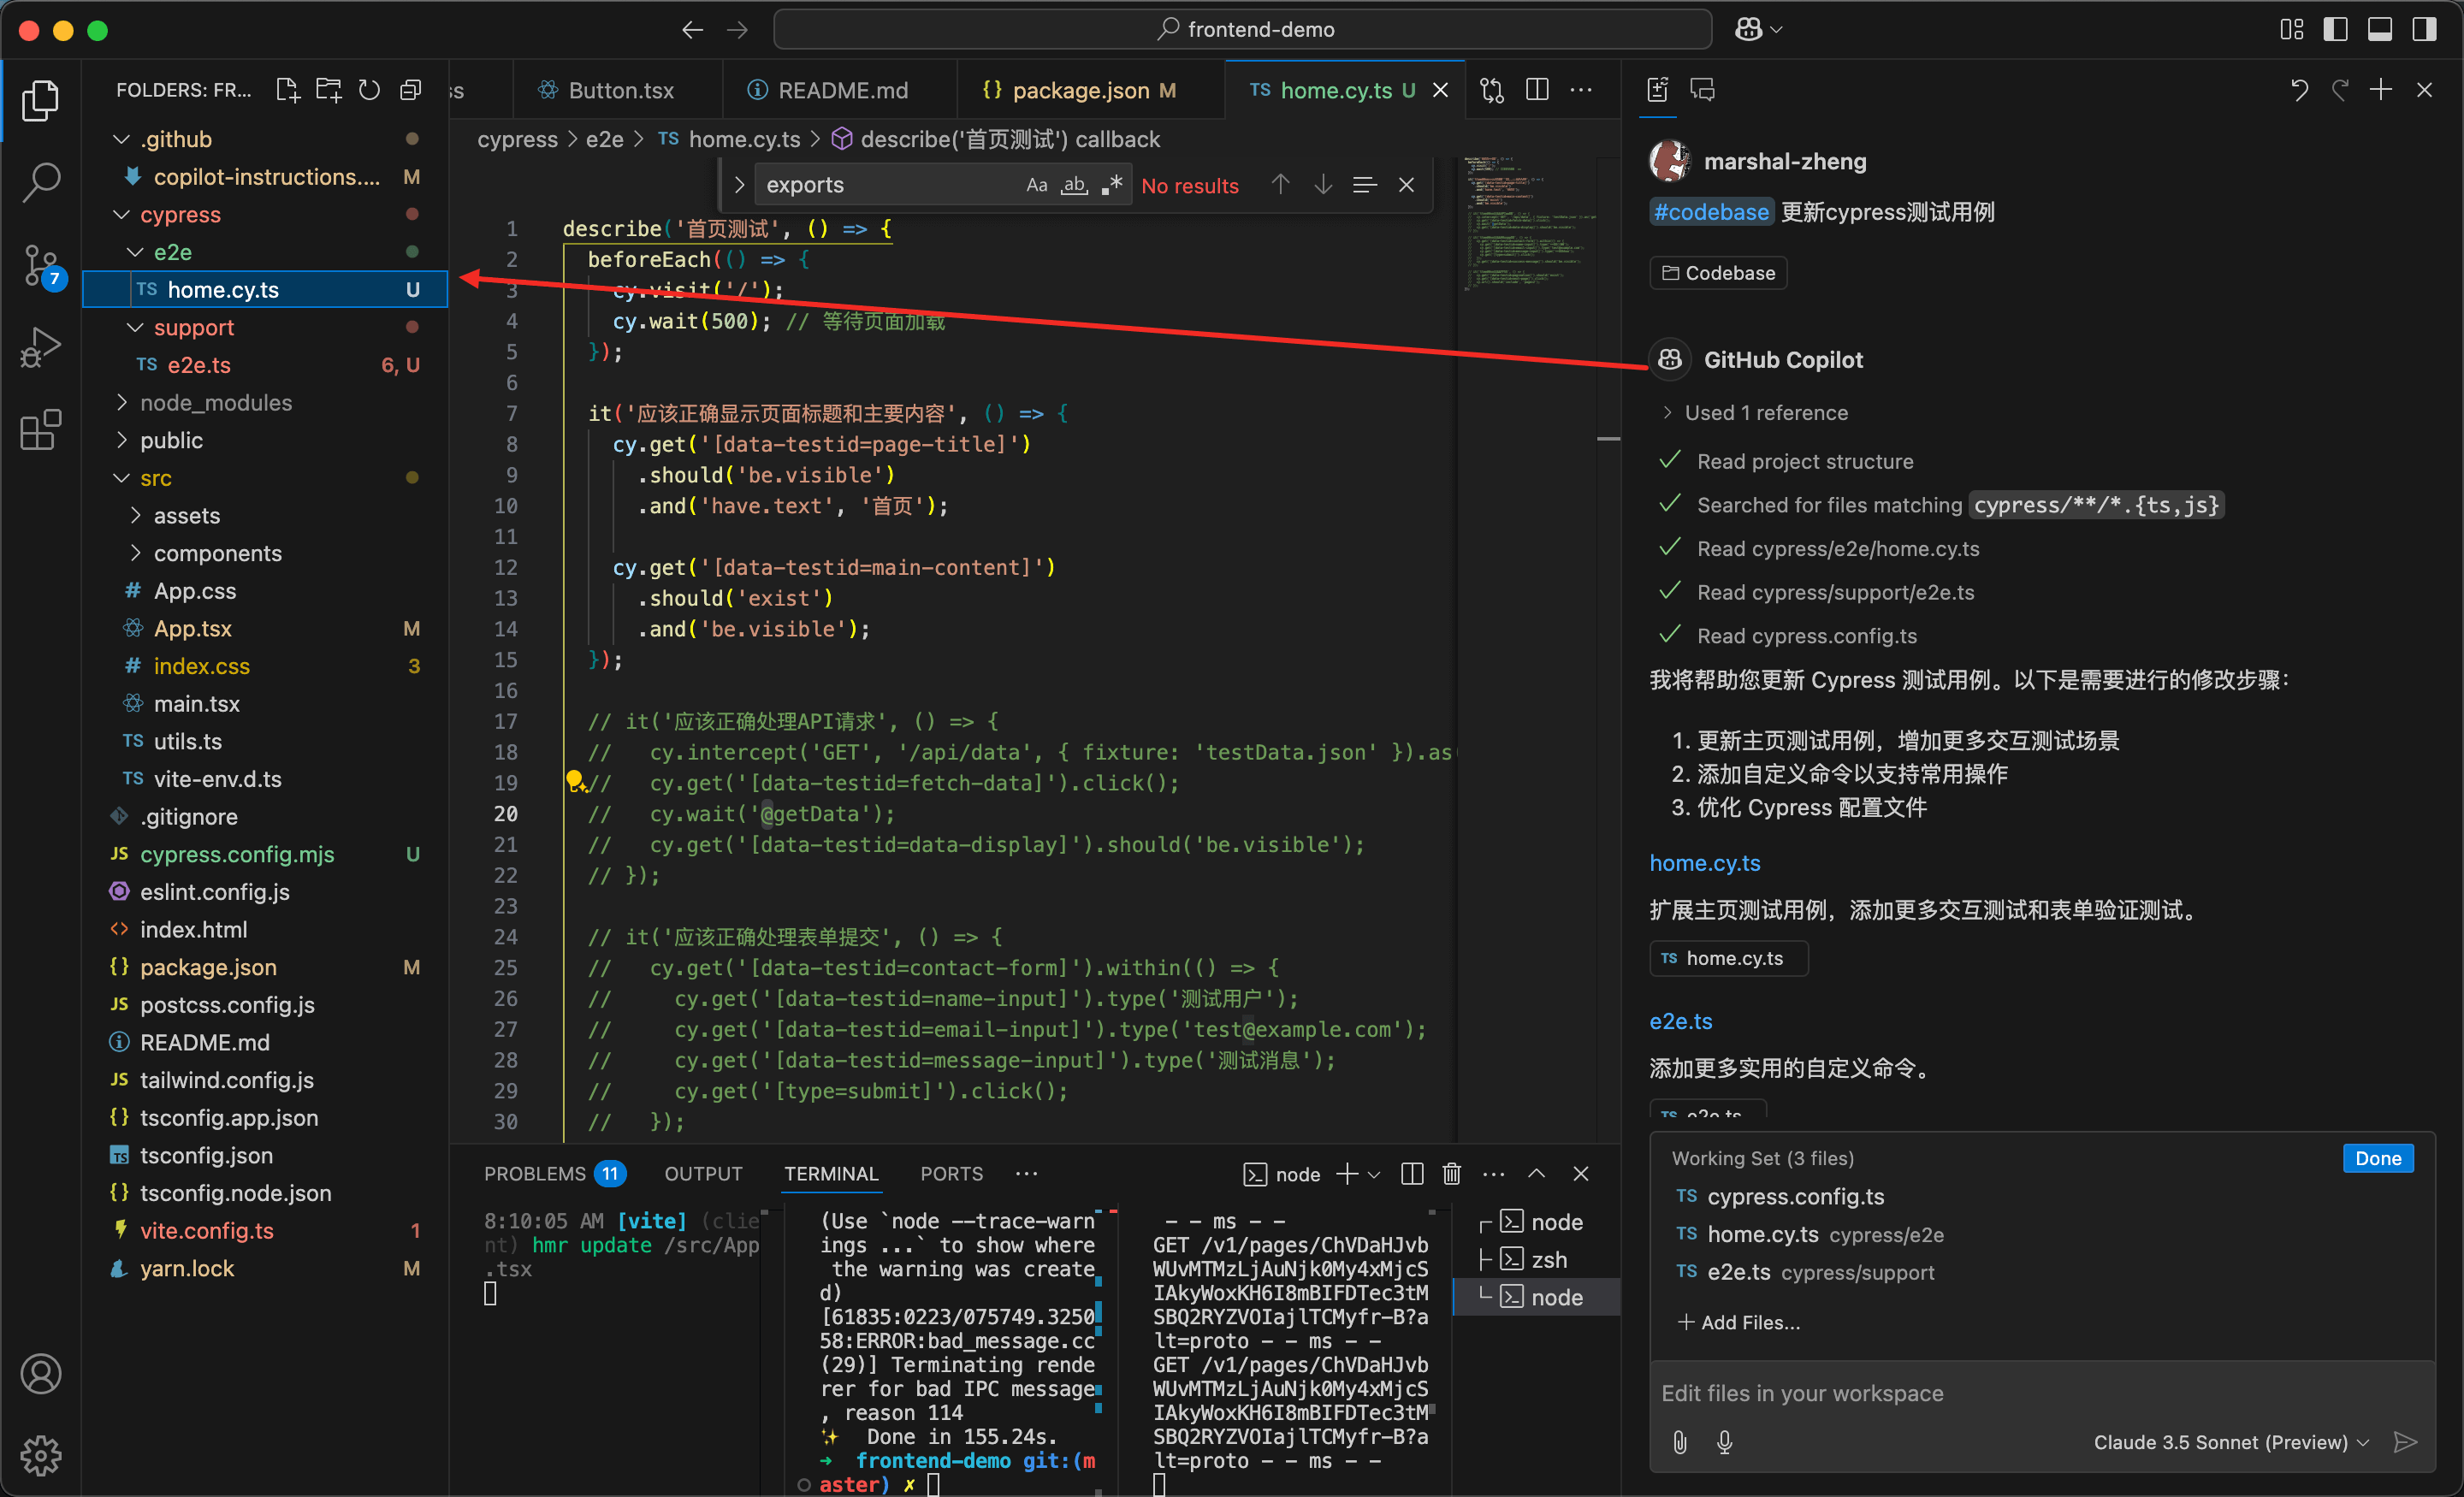 frontend-demo
FOLDERS: FR...
.github
copilot-instructions.... M
cypress
e2e
TS home.cy.ts U
support
TS e2e.ts 6, U
node_modules
public
src
assets
components
# App.css
App.tsx M
# index.css 3
main.tsx
TS utils.ts
TS vite-env.d.ts
.gitignore
JS cypress.config.mjs U
eslint.config.js
<> index.html
{} package.json M
JS postcss.config.js
README.md
JS tailwind.config.js
{} tsconfig.app.json
TS tsconfig.json
{} tsconfig.node.json
vite.config.ts 1
yarn.lock M
7
ss
Button.tsx
README.md
{} package.json M
TS home.cy.ts U
cypress > e2e > TS home.cy.ts > describe('首页测试') callback
exports Aa ab .* No results
1 describe('首页测试', () => {
2 beforeEach(() => {
3 cy.visit('/');
4 cy.wait(500); // 等待页面加载
5 });
6
7 it('应该正确显示页面标题和主要内容', () => {
8 cy.get('[data-testid=page-title]')
9 .should('be.visible')
10 .and('have.text', '首页');
11
12 cy.get('[data-testid=main-content]')
13 .should('exist')
14 .and('be.visible');
15 });
16
17 // it('应该正确处理API请求', () => {
18 //   cy.intercept('GET', '/api/data', { fixture: 'testData.json' }).as(
19 //   cy.get('[data-testid=fetch-data]').click();
20 //   cy.wait('@getData');
21 //   cy.get('[data-testid=data-display]').should('be.visible');
22 // });
23
24 // it('应该正确处理表单提交', () => {
25 //   cy.get('[data-testid=contact-form]').within(() => {
26 //     cy.get('[data-testid=name-input]').type('测试用户');
27 //     cy.get('[data-testid=email-input]').type('test@example.com');
28 //     cy.get('[data-testid=message-input]').type('测试消息');
29 //     cy.get('[type=submit]').click();
30 //   });
PROBLEMS 11 OUTPUT TERMINAL PORTS ...
node
8:10:05 AM [vite] (clie
nt) hmr update /src/App
.tsx
(Use `node --trace-warn
ings ...` to show where
the warning was create
d)
[61835:0223/075749.3250
58:ERROR:bad_message.cc
(29)] Terminating rende
rer for bad IPC message
, reason 114
✨ Done in 155.24s.
➜ frontend-demo git:(m
aster) ✗
- - ms - -
GET /v1/pages/ChVDaHJvb
WUvMTMzLjAuNjk0My4xMjcS
IAkyWoxKH6I8mBIFDTec3tM
SBQ2RYZVOIajlTCMyfr-B?a
lt=proto - - ms - -
GET /v1/pages/ChVDaHJvb
WUvMTMzLjAuNjk0My4xMjcS
IAkyWoxKH6I8mBIFDTec3tM
SBQ2RYZVOIajlTCMyfr-B?a
lt=proto - - ms - -
node
zsh
node
marshal-zheng
#codebase 更新cypress测试用例
Codebase
GitHub Copilot
Used 1 reference
Read project structure
Searched for files matching cypress/**/*.{ts,js}
Read cypress/e2e/home.cy.ts
Read cypress/support/e2e.ts
Read cypress.config.ts
我将帮助您更新 Cypress 测试用例。以下是需要进行的修改步骤：
1. 更新主页测试用例，增加更多交互测试场景
2. 添加自定义命令以支持常用操作
3. 优化 Cypress 配置文件
home.cy.ts
扩展主页测试用例，添加更多交互测试和表单验证测试。
TS home.cy.ts
e2e.ts
添加更多实用的自定义命令。
TS e2e.ts
Working Set (3 files) Done
TS cypress.config.ts
TS home.cy.ts cypress/e2e
TS e2e.ts cypress/support
+ Add Files...
Edit files in your workspace
Claude 3.5 Sonnet (Preview)